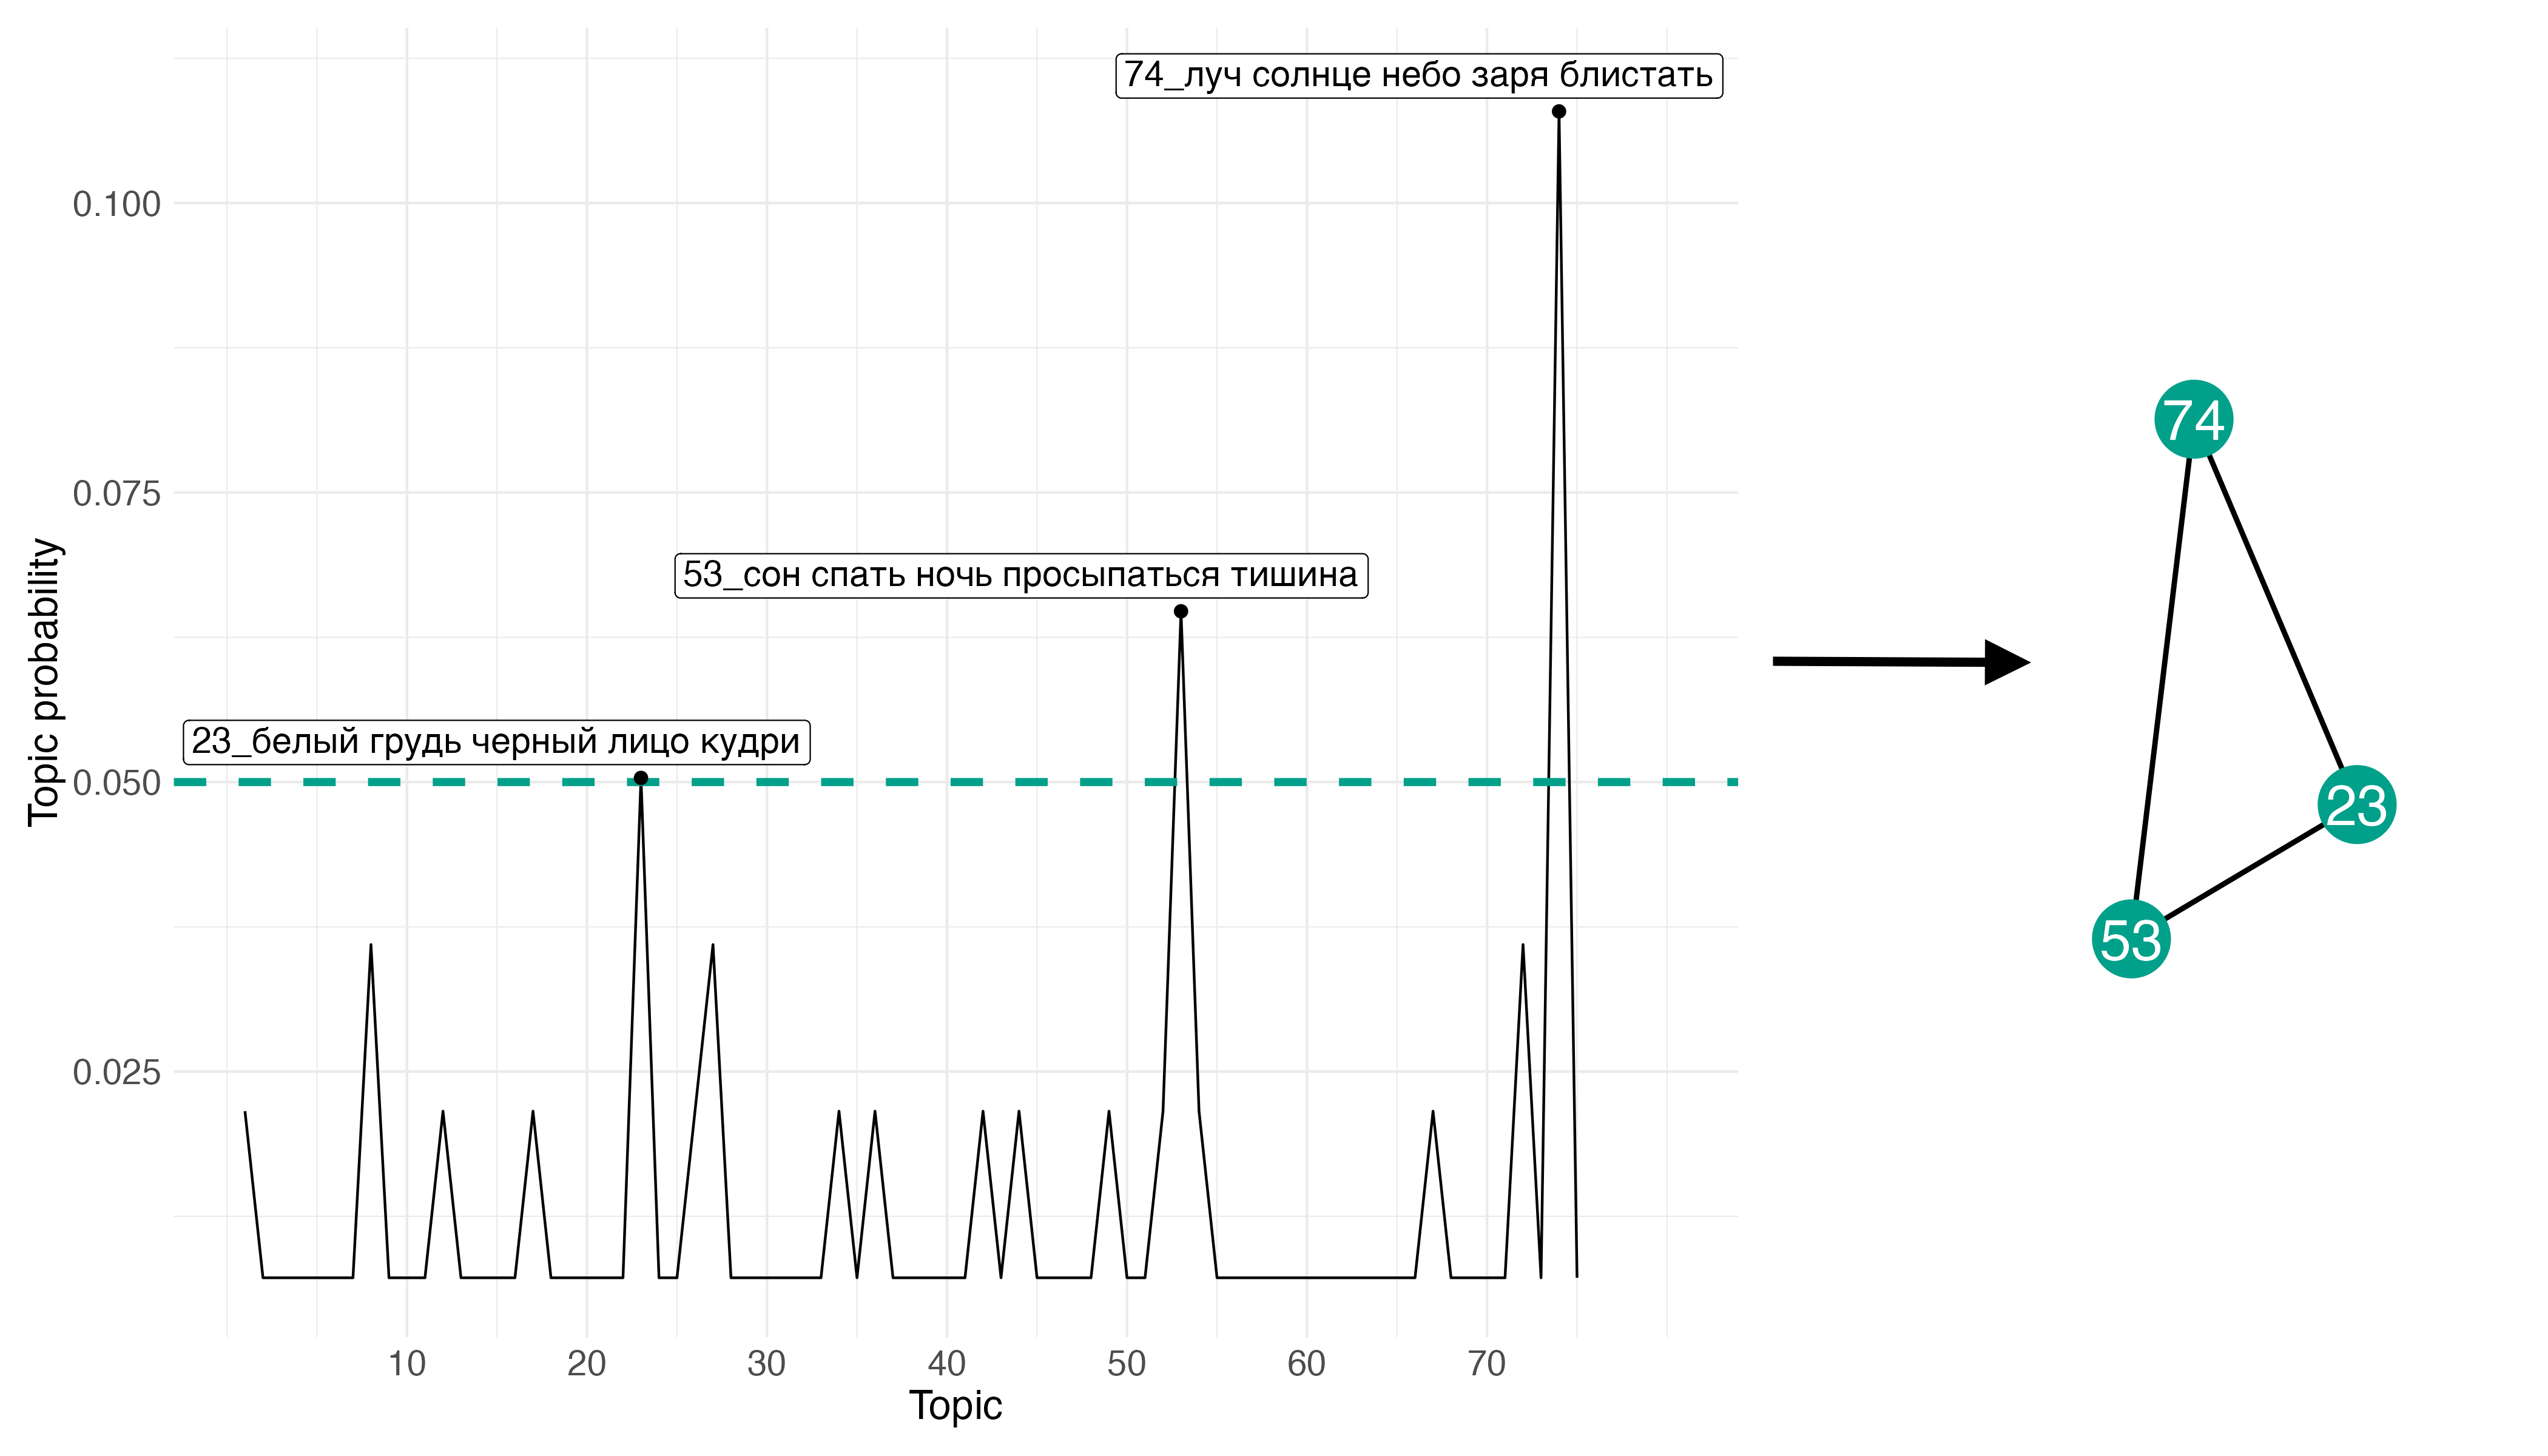 74_луч солнце небо заря блистать
0.100
0.075
53_сон спать ночь просыпаться тишина
23_белый грудь черный лицо кудри
0.050
0.025
Topic probability
10 20 30 40 50 60 70
Topic
74
23
53